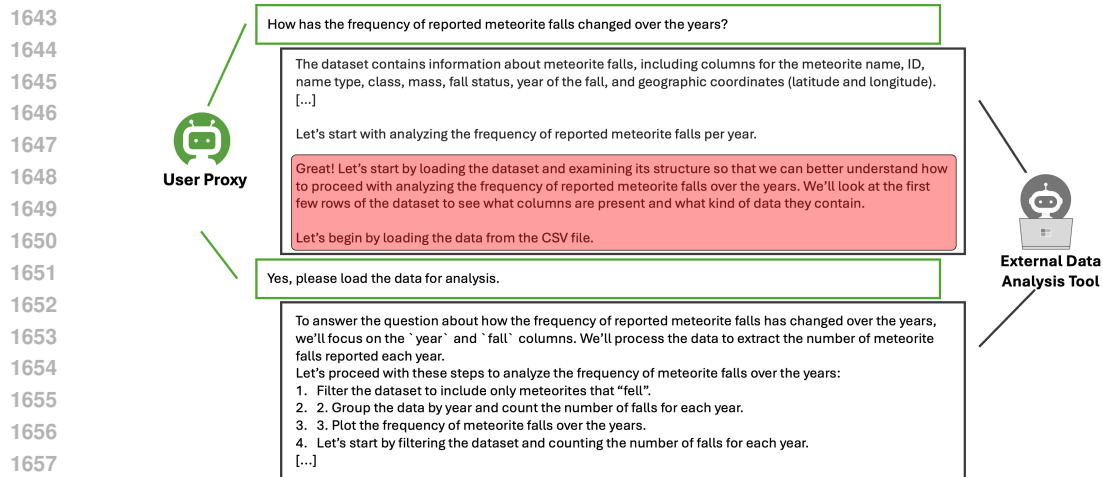 1643
How has the frequency of reported meteorite falls changed over the years?
1644
The dataset contains information about meteorite falls, including columns for the meteorite name, ID,
1645
name type, class, mass, fall status, year of the fall, and geographic coordinates (latitude and longitude).
[...]
1646
Let's start with analyzing the frequency of reported meteorite falls per year.
1647
User Proxy
1648
Great! Let's start by loading the dataset and examining its structure so that we can better understand how
to proceed with analyzing the frequency of reported meteorite falls over the years. We'll look at the first
1649
few rows of the dataset to see what columns are present and what kind of data they contain.
1650
Let's begin by loading the data from the CSV file.
External Data
Analysis Tool
1651
Yes, please load the data for analysis.
1652
To answer the question about how the frequency of reported meteorite falls has changed over the years,
1653
we'll focus on the `year` and `fall` columns. We'll process the data to extract the number of meteorite
falls reported each year.
1654
Let's proceed with these steps to analyze the frequency of meteorite falls over the years:
1. Filter the dataset to include only meteorites that "fell".
1655
2. 2. Group the data by year and count the number of falls for each year.
1656
3. 3. Plot the frequency of meteorite falls over the years.
4. Let's start by filtering the dataset and counting the number of falls for each year.
1657
[...]